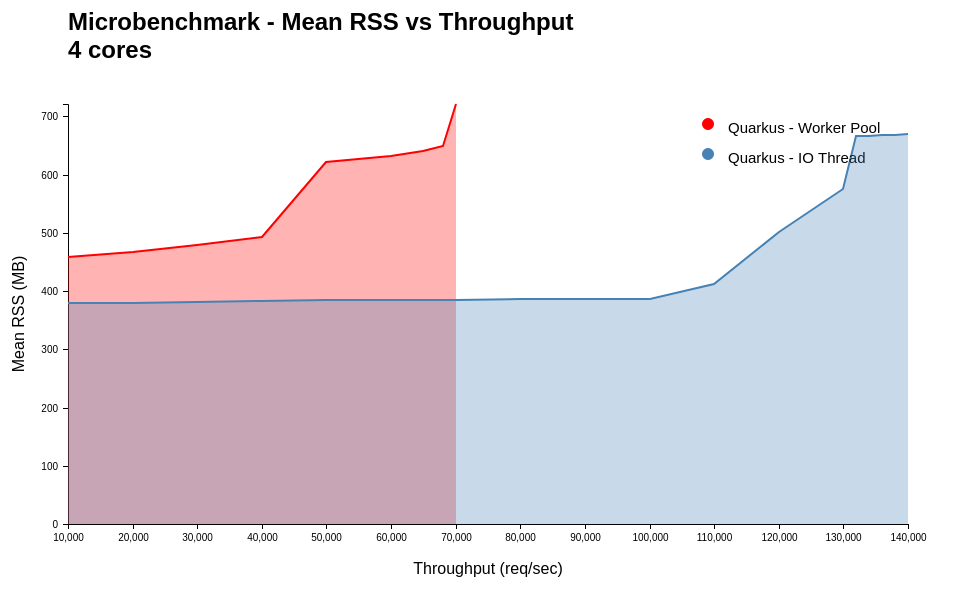 Microbenchmark - Mean RSS vs Throughput
4 cores
Quarkus - Worker Pool
Quarkus - IO Thread
Mean RSS (MB)
700
600
500
400
300
200
100
0
10,000 20,000 30,000 40,000 50,000 60,000 70,000 80,000 90,000 100,000 110,000 120,000 130,000 140,000
Throughput (req/sec)